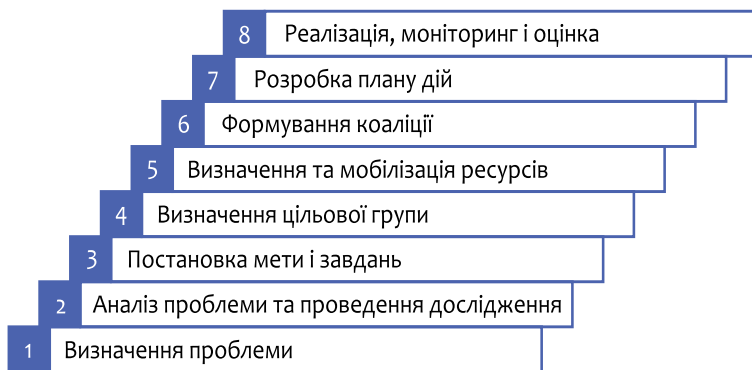 8 Реалізація, моніторинг і оцінка
7 Розробка плану дій
6 Формування коаліції
5 Визначення та мобілізація ресурсів
4 Визначення цільової групи
3 Постановка мети і завдань
2 Аналіз проблеми та проведення дослідження
1 Визначення проблеми